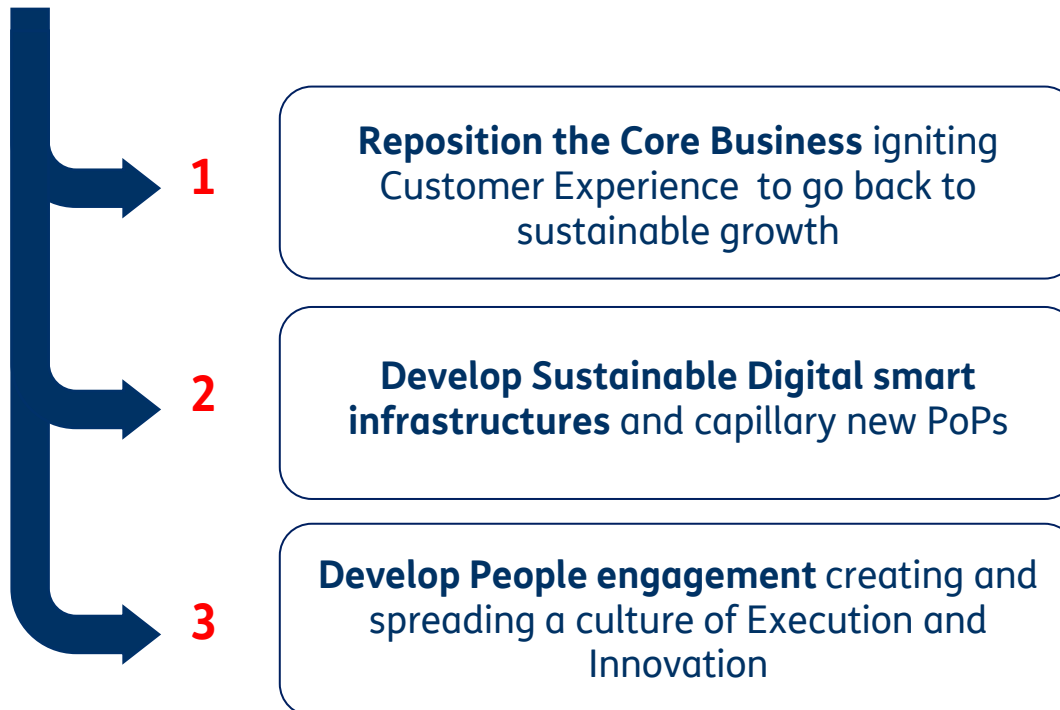 1
Reposition the Core Business igniting
Customer Experience to go back to
sustainable growth
2
Develop Sustainable Digital smart
infrastructures and capillary new PoPs
3
Develop People engagement creating and
spreading a culture of Execution and
Innovation